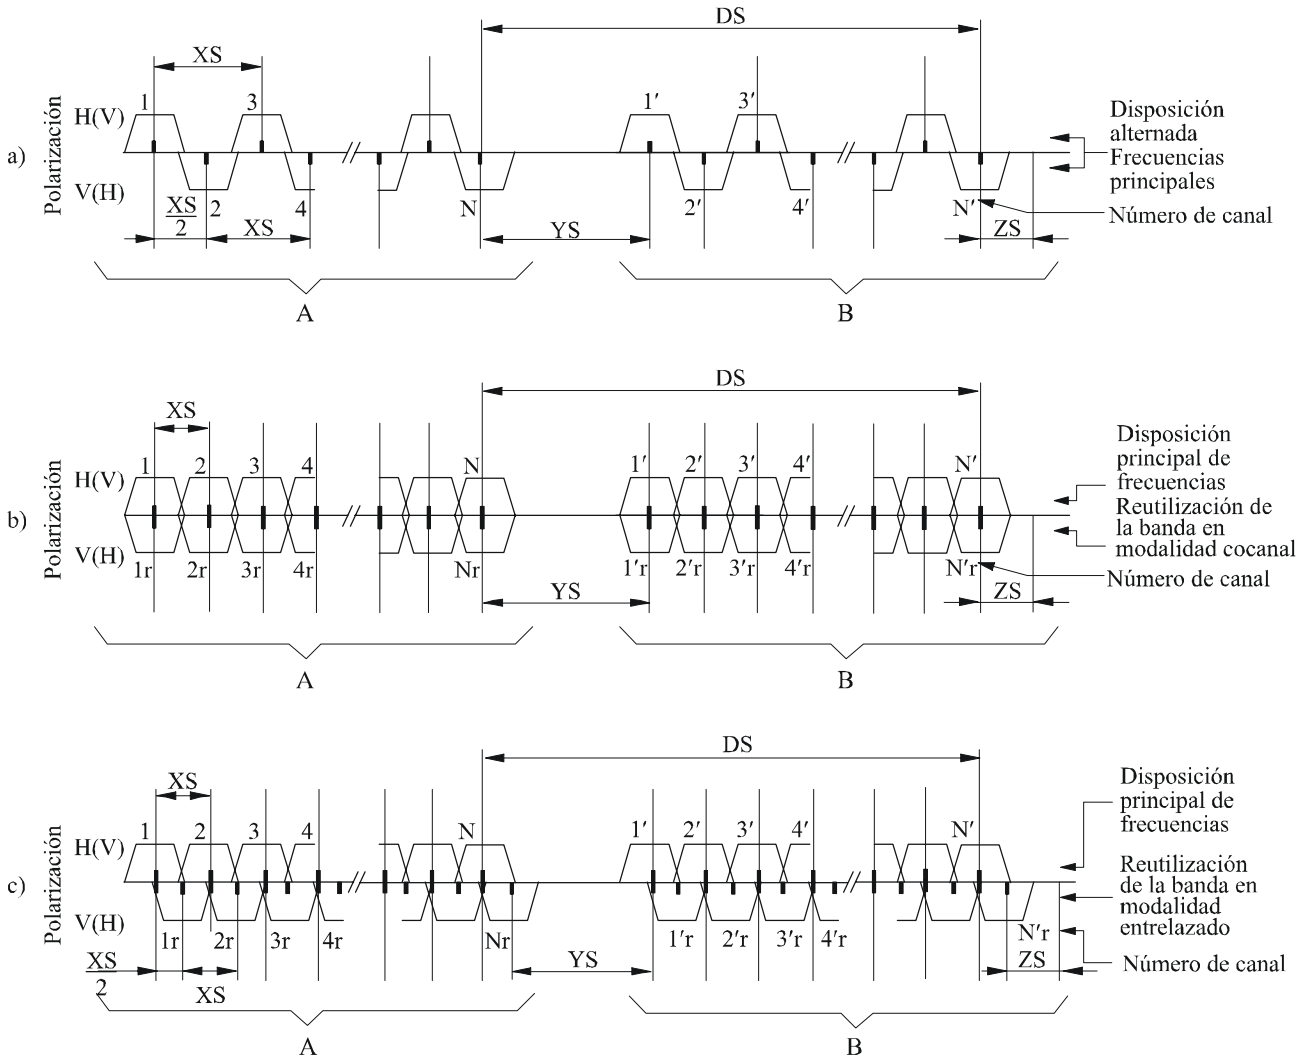 DS
XS
1
3
1′
3′
H(V)
Polarización
a)
V(H)
Disposición
alternada
Frecuencias
principales
XS
2
2
XS
4
N
YS
2′
4′
N′
Número de canal
ZS
A
B
DS
XS
1
2
3
4
N
1′
2′
3′
4′
N′
H(V)
Polarización
b)
V(H)
Disposición
principal de
frecuencias
Reutilización de
la banda en
modalidad cocanal
1r
2r
3r
4r
Nr
1′r
2′r
3′r
4′r
N′r
Número de canal
YS
ZS
A
B
DS
XS
1
2
3
4
N
1′
2′
3′
4′
N′
H(V)
Polarización
c)
V(H)
Disposición
principal de
frecuencias
Reutilización
de la banda en
modalidad
entrelazado
1r
2r
3r
4r
Nr
1′r
2′r
3′r
4′r
N′r
Número de canal
XS
2
XS
YS
ZS
A
B